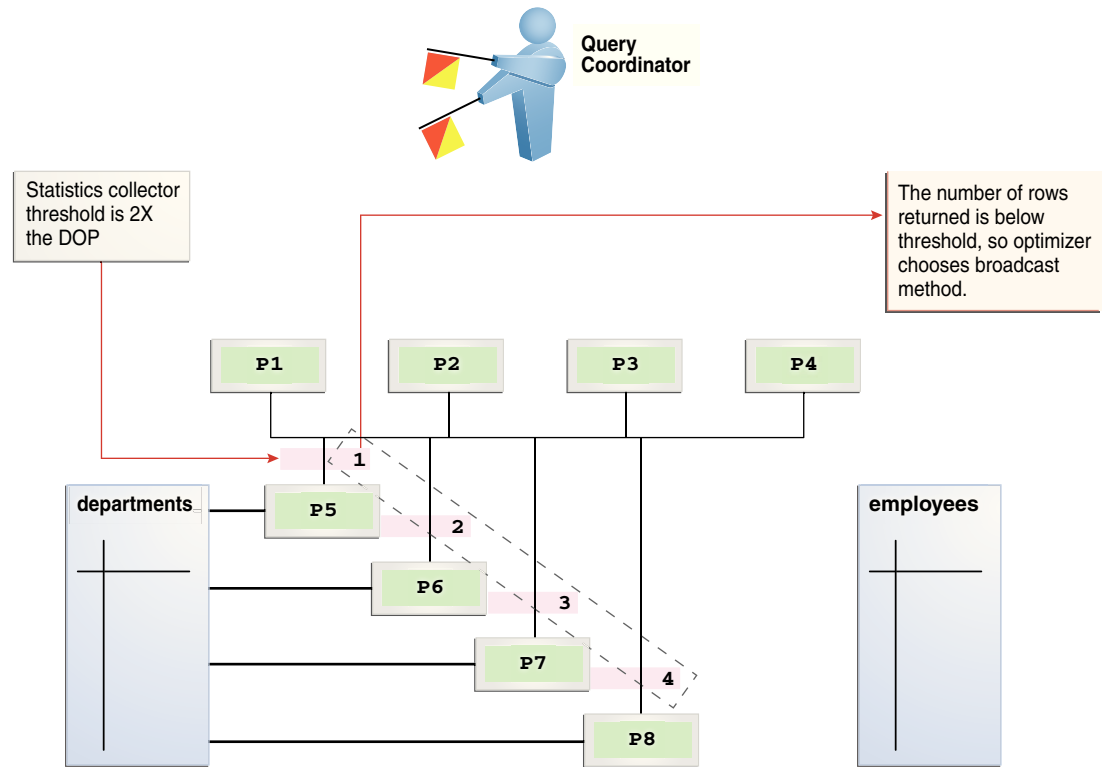 Query
Coordinator
Statistics collector
threshold is 2X
the DOP
The number of rows
returned is below
threshold, so optimizer
chooses broadcast
method.
P1
P2
P3
P4
1
departments
P5
employees
2
P6
3
P7
4
P8